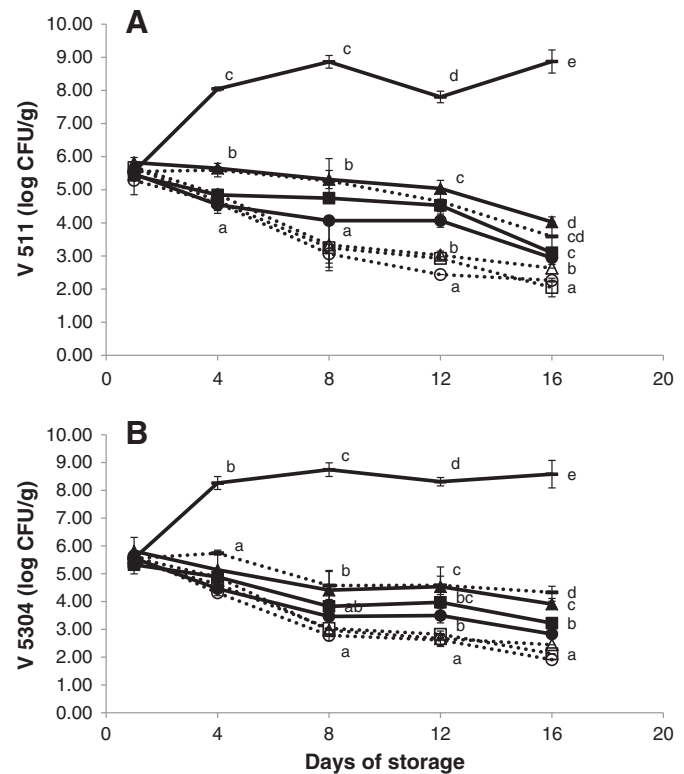 A
10.00
9.00
8.00
7.00
6.00
5.00
4.00
3.00
2.00
1.00
0.00
V 511 (log CFU/g)
c
c
d
e
b
b
c
d
cd
c
b
a
a
a
b
a
0 4 8 12 16 20
B
10.00
9.00
8.00
7.00
6.00
5.00
4.00
3.00
2.00
1.00
0.00
V 5304 (log CFU/g)
b
c
d
e
a
b
c
d
c
ab
bc
b
b
a
a
a
0 4 8 12 16 20
Days of storage